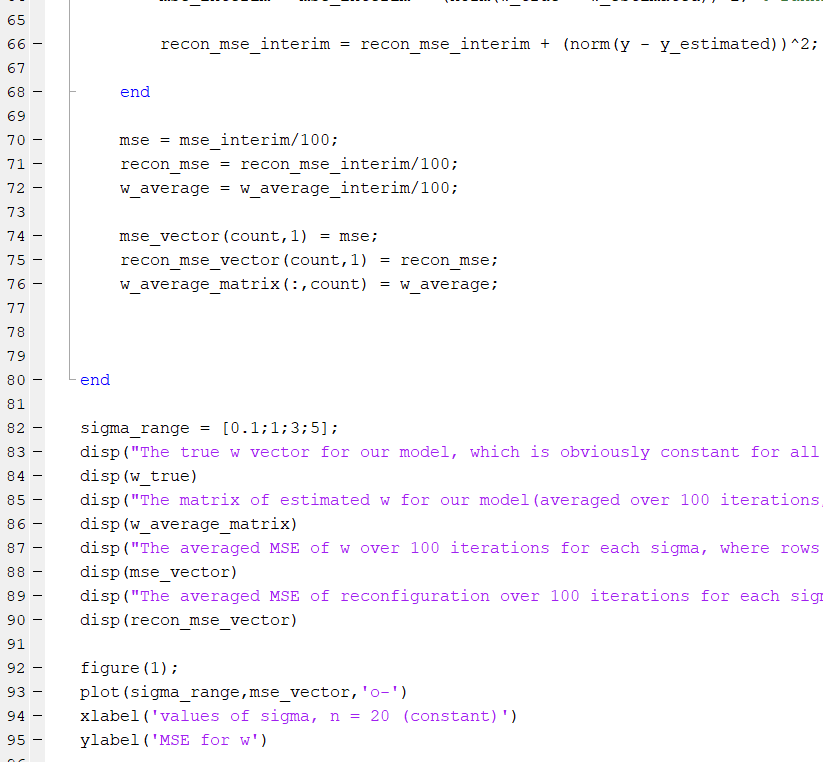 65
66 – recon_mse_interim = recon_mse_interim + (norm(y - y_estimated))^2;
67
68 – end
69
70 – mse = mse_interim/100;
71 – recon_mse = recon_mse_interim/100;
72 – w_average = w_average_interim/100;
73
74 – mse_vector(count,1) = mse;
75 – recon_mse_vector(count,1) = recon_mse;
76 – w_average_matrix(:,count) = w_average;
77
78
79
80 – end
81
82 – sigma_range = [0.1;1;3;5];
83 – disp("The true w vector for our model, which is obviously constant for all
84 – disp(w_true)
85 – disp("The matrix of estimated w for our model(averaged over 100 iterations,
86 – disp(w_average_matrix)
87 – disp("The averaged MSE of w over 100 iterations for each sigma, where rows
88 – disp(mse_vector)
89 – disp("The averaged MSE of reconfiguration over 100 iterations for each
90 – disp(recon_mse_vector)
91
92 – figure(1);
93 – plot(sigma_range,mse_vector,'o-')
94 – xlabel('values of sigma, n = 20 (constant)')
95 – ylabel('MSE for w')